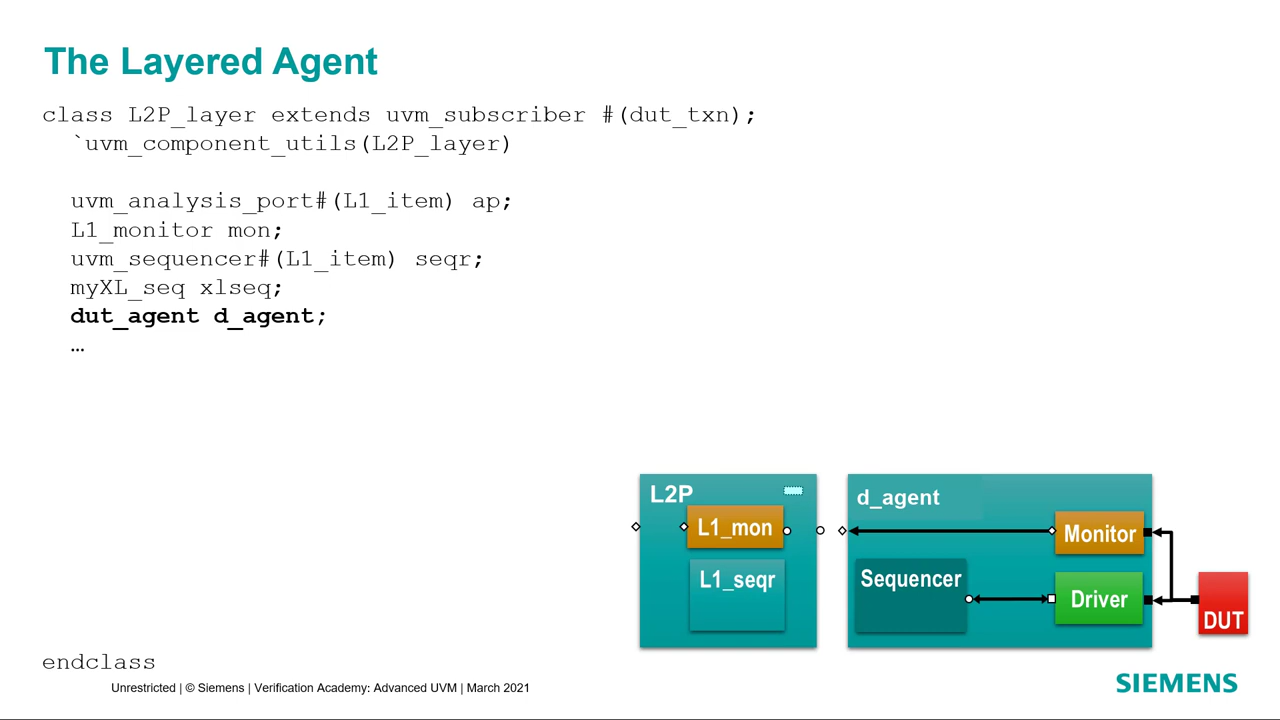 The Layered Agent
class L2P_layer extends uvm_subscriber #(dut_txn);
`uvm_component_utils(L2P_layer)
uvm_analysis_port#(L1_item) ap;
L1_monitor mon;
uvm_sequencer#(L1_item) seqr;
myXL_seq xlseq;
dut_agent d_agent;
…
L2P
L1_mon
L1_seqr
d_agent
Monitor
Sequencer
Driver
DUT
endclass
Unrestricted | © Siemens | Verification Academy: Advanced UVM | March 2021
SIEMENS